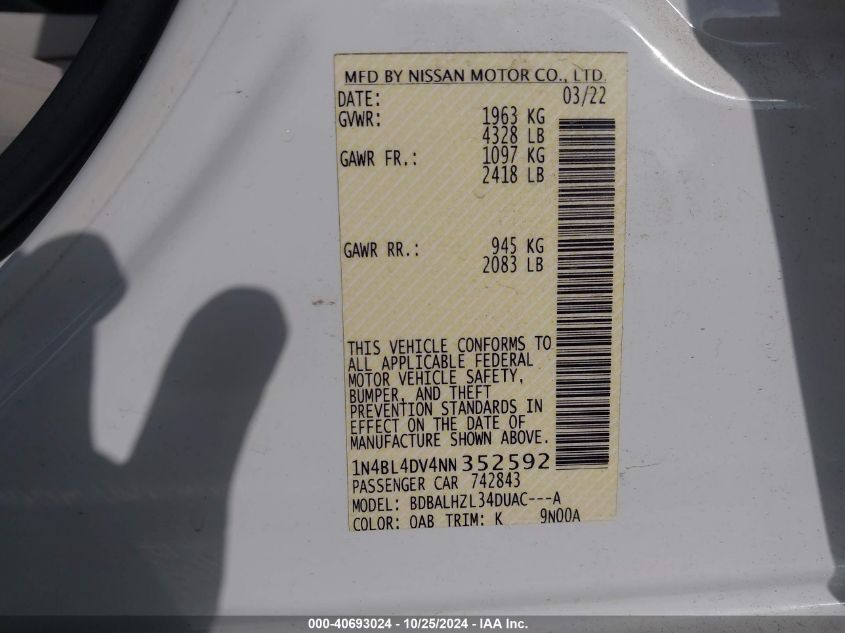 MFD BY NISSAN MOTOR CO., LTD.
DATE: 03/22
GVWR: 1963 KG
4328 LB
GAWR FR.: 1097 KG
2418 LB
GAWR RR.: 945 KG
2083 LB
THIS VEHICLE CONFORMS TO
ALL APPLICABLE FEDERAL
MOTOR VEHICLE SAFETY,
BUMPER, AND THEFT
PREVENTION STANDARDS IN
EFFECT ON THE DATE OF
MANUFACTURE SHOWN ABOVE.
1N4BL4DV4NN352592
PASSENGER CAR 742843
MODEL: BDBALHZL34DUAC---A
COLOR: QAB TRIM: K 9N00A
000-40693024 - 10/25/2024 - IAA Inc.